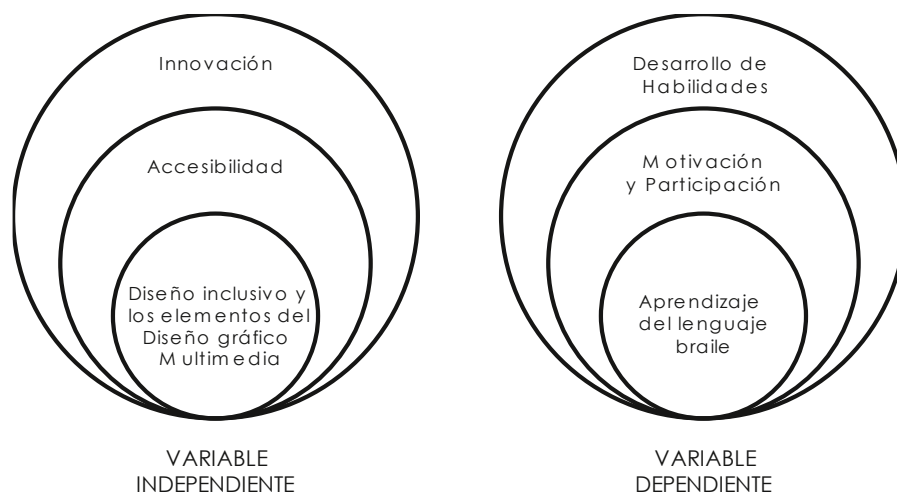 Innovación
Accesibilidad
Diseño inclusivo y
los elementos del
Diseño gráfico
Multimedia
VARIABLE
INDEPENDIENTE
Desarrollo de
Habilidades
Motivación
y Participación
Aprendizaje
del lenguaje
braile
VARIABLE
DEPENDIENTE